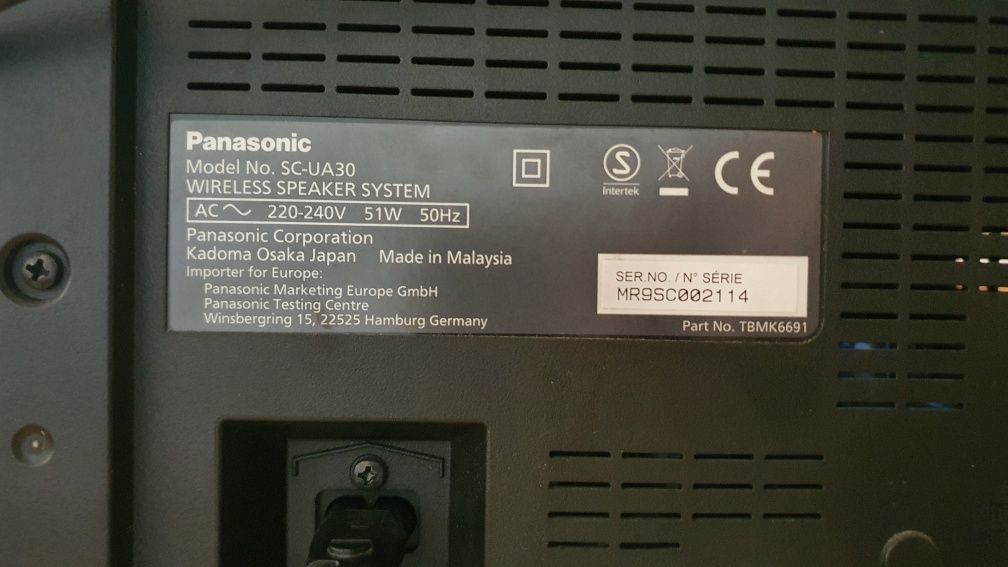 Panasonic
Model No. SC-UA30
WIRELESS SPEAKER SYSTEM
AC 220-240V 51W 50Hz
Panasonic Corporation
Kadoma Osaka Japan Made in Malaysia
Importer for Europe:
Panasonic Marketing Europe GmbH
Panasonic Testing Centre
Winsbergring 15, 22525 Hamburg Germany
S
Intertek
CE
SER.NO. / N° SÉRIE
MR9SC002114
Part No. TBMK6691